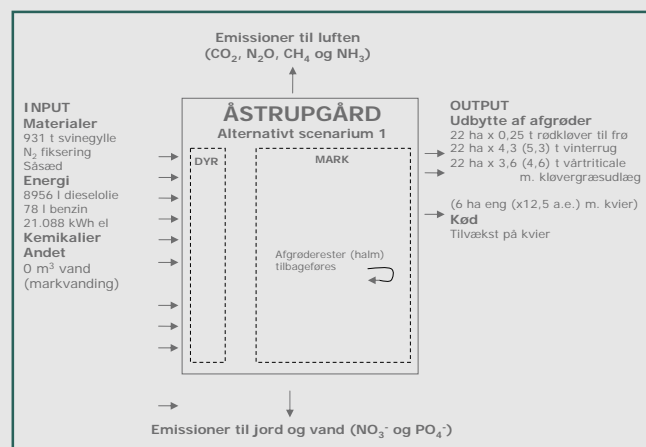 Emissioner til luften
(CO₂, N₂O, CH₄ og NH₃)
INPUT
Materialer
931 t svinegylle
N₂ fiksering
Såsæd
Energi
8956 l dieselolie
78 l benzin
21.088 kWh el
Kemikalier
Andet
0 m³ vand
(markvanding)
ÅSTRUPGÅRD
Alternativt scenarium 1
DYR
MARK
Afgrøderester (halm)
tilbageføres
OUTPUT
Udbytte af afgrøder
22 ha x 0,25 t rødkløver til frø
22 ha x 4,3 (5,3) t vinterrug
22 ha x 3,6 (4,6) t vårtriticale
m. kløvergræsudlæg
(6 ha eng (x12,5 a.e.) m. kvier)
Kød
Tilvækst på kvier
Emissioner til jord og vand (NO₃⁻ og PO₄⁻)